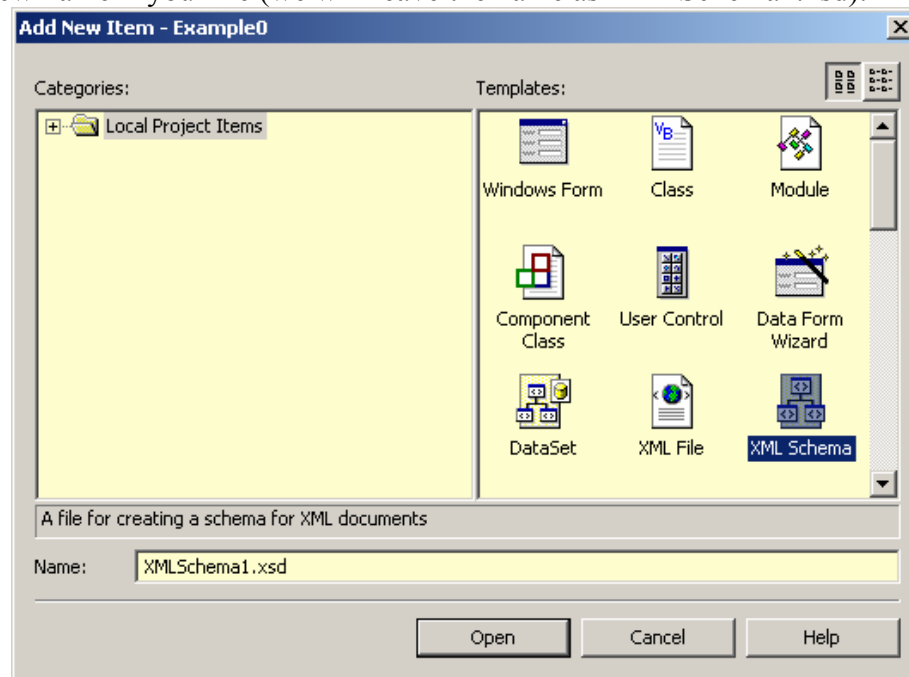 Add New Item - Example0
Categories:
Templates:
Local Project Items
Windows Form
Class
Module
Component Class
User Control
Data Form Wizard
DataSet
XML File
XML Schema
A file for creating a schema for XML documents
Name:
XMLSchema1.xsd
Open
Cancel
Help